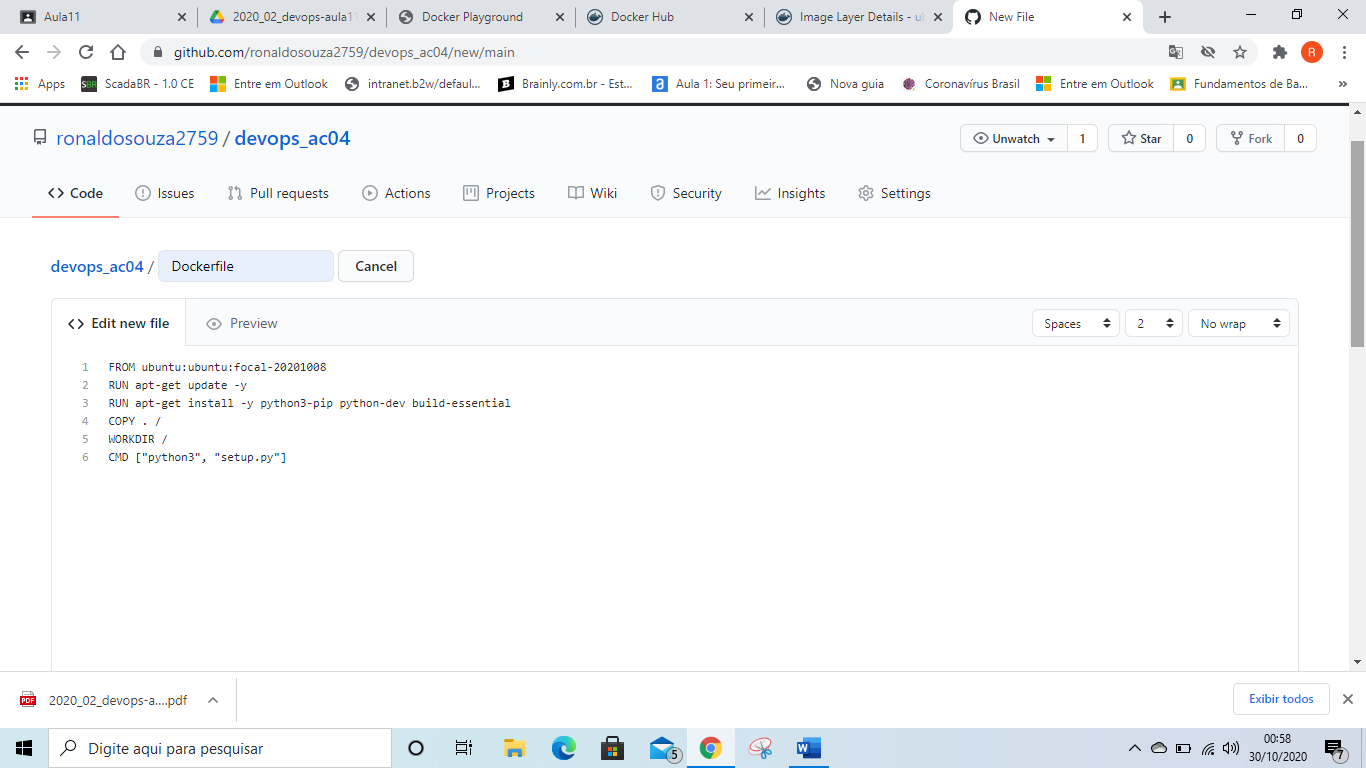 Aula11
2020_02_devops-aula11
Docker Playground
Docker Hub
Image Layer Details - ul
New File
github.com/ronaldosouza2759/devops_ac04/new/main
R
Apps
SBR
ScadaBR - 1.0 CE
Entre em Outlook
intranet.b2w/defaul...
B
Brainly.com.br - Est...
a
Aula 1: Seu primeir...
Nova guia
Coronavírus Brasil
Entre em Outlook
Fundamentos de Ba...
»
ronaldosouza2759 / devops_ac04
Unwatch
1
Star
0
Fork
0
Code
Issues
Pull requests
Actions
Projects
Wiki
Security
Insights
Settings
devops_ac04 / Dockerfile
Cancel
Edit new file
Preview
Spaces
2
No wrap
1 FROM ubuntu:ubuntu:focal-20201008
2 RUN apt-get update -y
3 RUN apt-get install -y python3-pip python-dev build-essential
4 COPY . /
5 WORKDIR /
6 CMD ["python3", "setup.py"]
PDF
2020_02_devops-a....pdf
Exibir todos
Digite aqui para pesquisar
5
W
00:58
30/10/2020
7